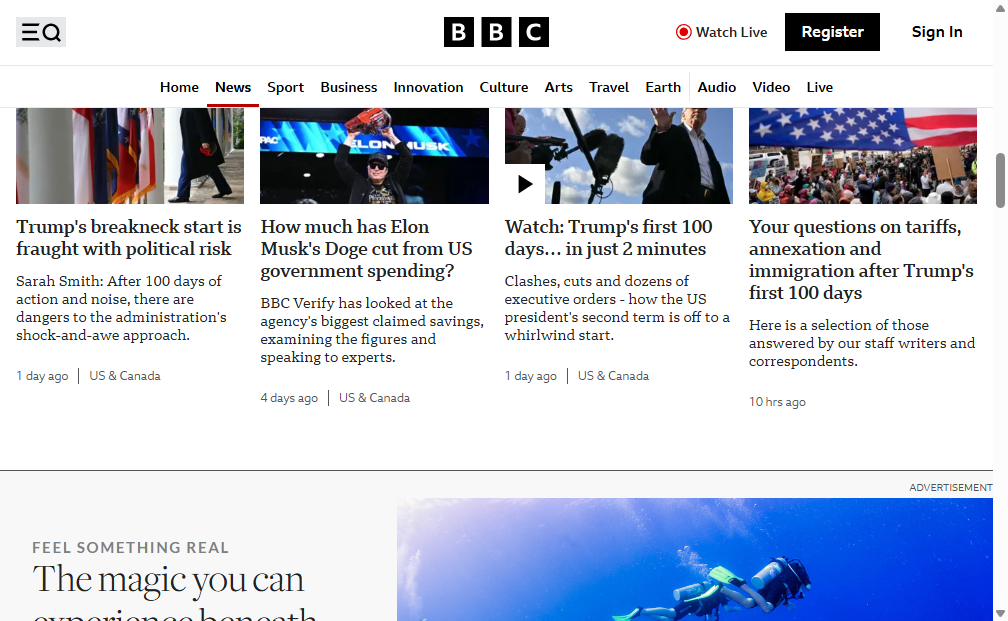 BBC
Watch Live
Register
Sign In
Home
News
Sport
Business
Innovation
Culture
Arts
Travel
Earth
Audio
Video
Live
ELON MUSK
Trump's breakneck start is
fraught with political risk
Sarah Smith: After 100 days of
action and noise, there are
dangers to the administration's
shock-and-awe approach.
1 day ago
US & Canada
How much has Elon
Musk's Doge cut from US
government spending?
BBC Verify has looked at the
agency's biggest claimed savings,
examining the figures and
speaking to experts.
4 days ago
US & Canada
Watch: Trump's first 100
days... in just 2 minutes
Clashes, cuts and dozens of
executive orders - how the US
president's second term is off to a
whirlwind start.
1 day ago
US & Canada
Your questions on tariffs,
annexation and
immigration after Trump's
first 100 days
Here is a selection of those
answered by our staff writers and
correspondents.
10 hrs ago
ADVERTISEMENT
FEEL SOMETHING REAL
The magic you can
experience beneath